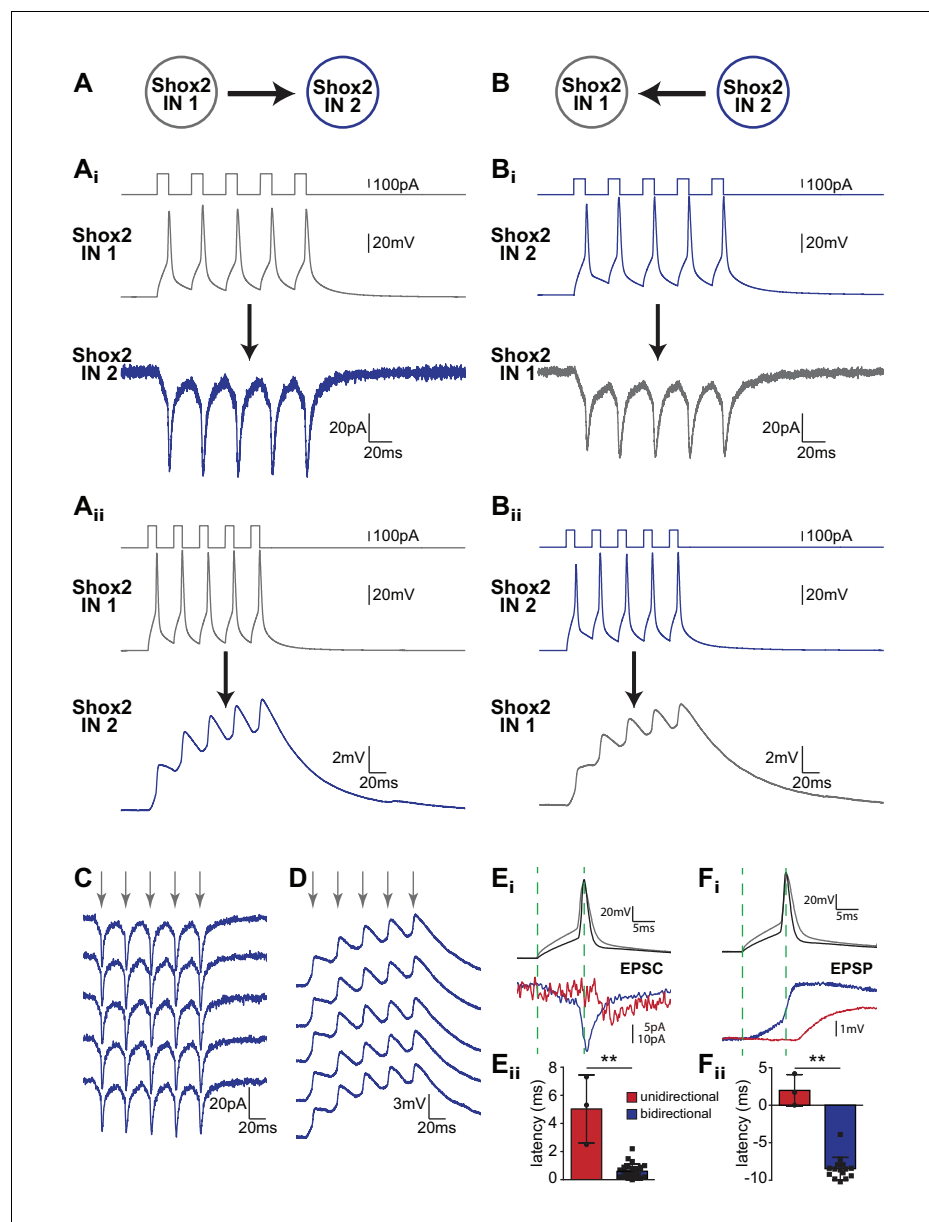 A
Shox2
IN 1
Shox2
IN 2
B
Shox2
IN 1
Shox2
IN 2
Ai
100pA
Shox2
IN 1
20mV
Shox2
IN 2
20pA
20ms
Bi
100pA
Shox2
IN 2
20mV
Shox2
IN 1
20pA
20ms
Aii
100pA
Shox2
IN 1
20mV
Shox2
IN 2
2mV
20ms
Bii
100pA
Shox2
IN 2
20mV
Shox2
IN 1
2mV
20ms
C
20pA
20ms
D
3mV
20ms
Ei
20mV
5ms
EPSC
5pA
10pA
Fi
20mV
5ms
EPSP
1mV
Eii
**
8
6
4
2
0
latency (ms)
unidirectional
bidirectional
Fii
**
5
0
-5
-10
latency (ms)